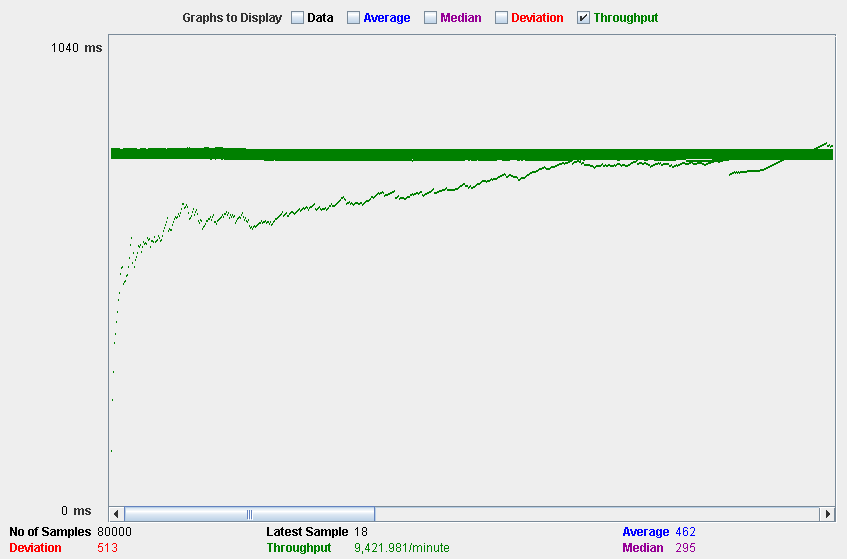 Graphs to Display Data Average Median Deviation Throughput
1040 ms
0 ms
No of Samples 80000 Latest Sample 18 Average 462
Deviation 513 Throughput 9,421.981/minute Median 295